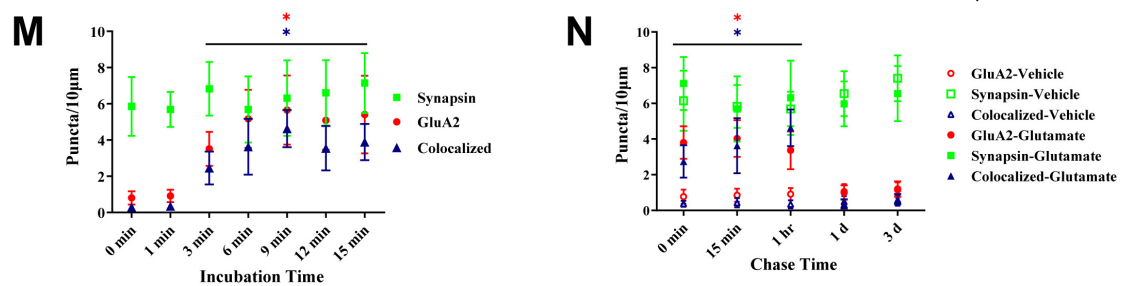 M
*
*
10
8
6
4
2
0
Puncta/10μm
0 min
1 min
3 min
6 min
9 min
12 min
15 min
Incubation Time
Synapsin
GluA2
Colocalized
N
*
*
10
8
6
4
2
0
Puncta/10μm
0 min
15 min
1 hr
1 d
3 d
Chase Time
GluA2-Vehicle
Synapsin-Vehicle
Colocalized-Vehicle
GluA2-Glutamate
Synapsin-Glutamate
Colocalized-Glutamate